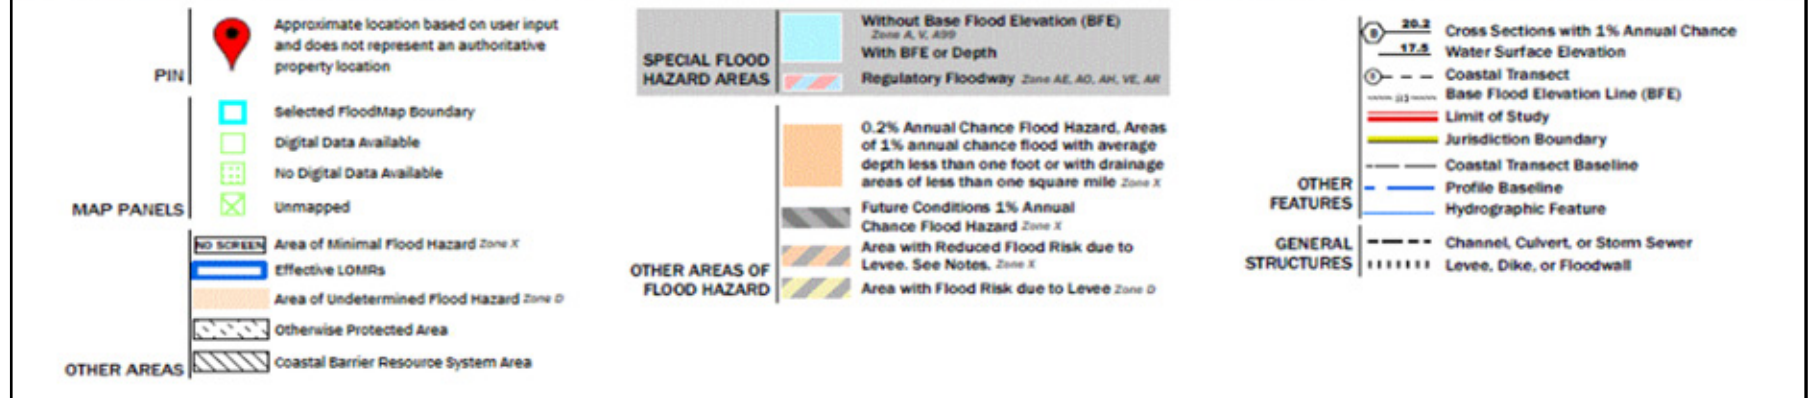 PIN
Approximate location based on user input
and does not represent an authoritative
property location
MAP PANELS
Selected FloodMap Boundary
Digital Data Available
No Digital Data Available
Unmapped
OTHER AREAS
NO SCREEN Area of Minimal Flood Hazard Zone X
Effective LOMRs
Area of Undetermined Flood Hazard Zone D
Otherwise Protected Area
Coastal Barrier Resource System Area
SPECIAL FLOOD
HAZARD AREAS
Without Base Flood Elevation (BFE)
Zone A, V, A99
With BFE or Depth
Regulatory Floodway Zone AE, AO, AH, VE, AR
OTHER AREAS OF
FLOOD HAZARD
0.2% Annual Chance Flood Hazard, Areas
of 1% annual chance flood with average
depth less than one foot or with drainage
areas of less than one square mile Zone X
Future Conditions 1% Annual
Chance Flood Hazard Zone X
Area with Reduced Flood Risk due to
Levee. See Notes. Zone X
Area with Flood Risk due to Levee Zone D
OTHER
FEATURES
20.2 Cross Sections with 1% Annual Chance
17.5 Water Surface Elevation
Coastal Transect
Base Flood Elevation Line (BFE)
Limit of Study
Jurisdiction Boundary
Coastal Transect Baseline
Profile Baseline
Hydrographic Feature
GENERAL
STRUCTURES
Channel, Culvert, or Storm Sewer
Levee, Dike, or Floodwall